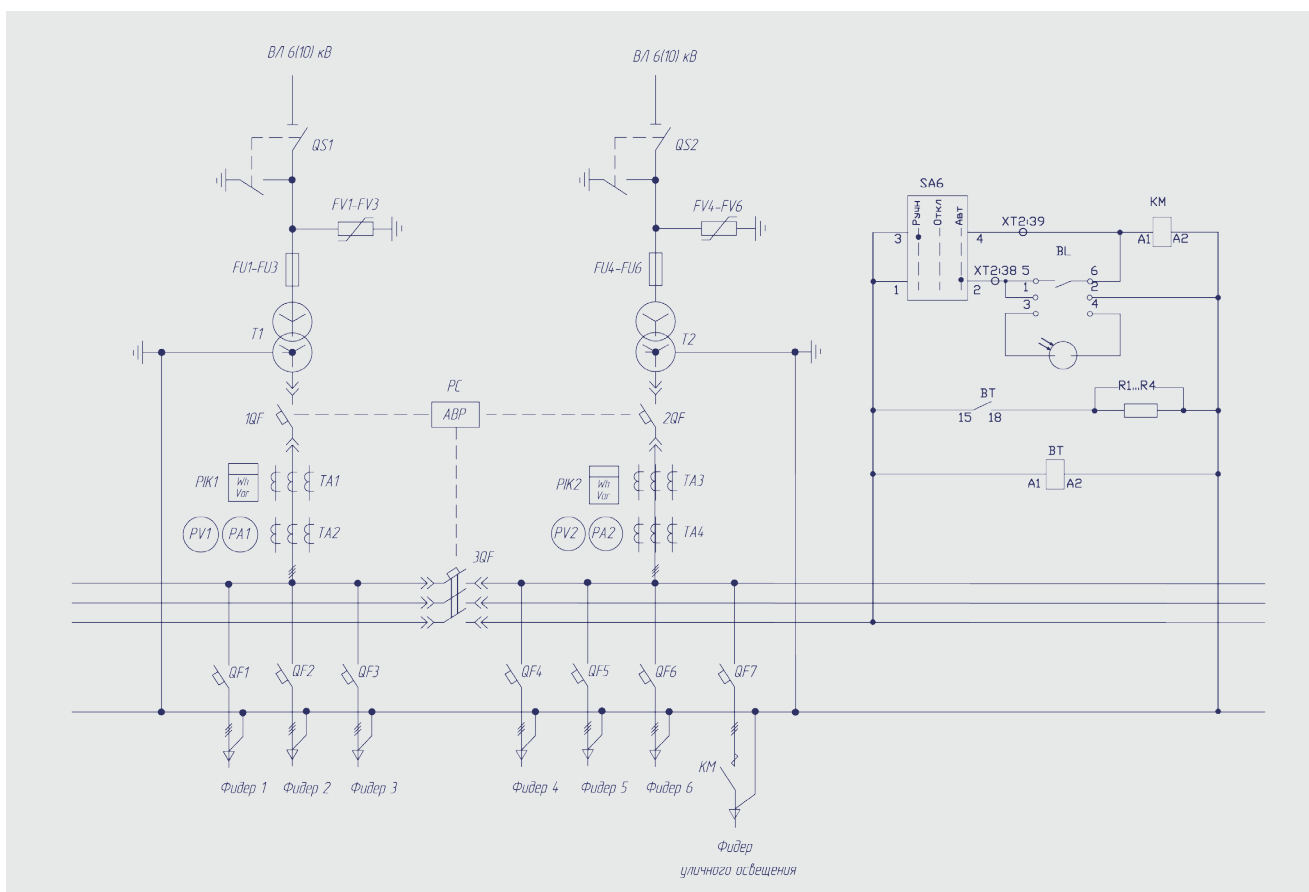 ВЛ 6(10) кВ
ВЛ 6(10) кВ
QS1
QS2
FV1-FV3
FV4-FV6
FU1-FU3
FU4-FU6
T1
T2
SA6
Ручн
Откл
Авт
3
4
1
2
XT2:39
XT2:38
KM
A1
A2
BL
5
6
1
2
3
4
BT
15
18
R1...R4
BT
A1
A2
PC
АВР
1QF
2QF
PIK1
Wh
Var
TA1
PIK2
Wh
Var
TA3
PV1
PA1
TA2
PV2
PA2
TA4
3QF
QF1
QF2
QF3
QF4
QF5
QF6
QF7
KM
Фидер 1
Фидер 2
Фидер 3
Фидер 4
Фидер 5
Фидер 6
Фидер
уличного освещения